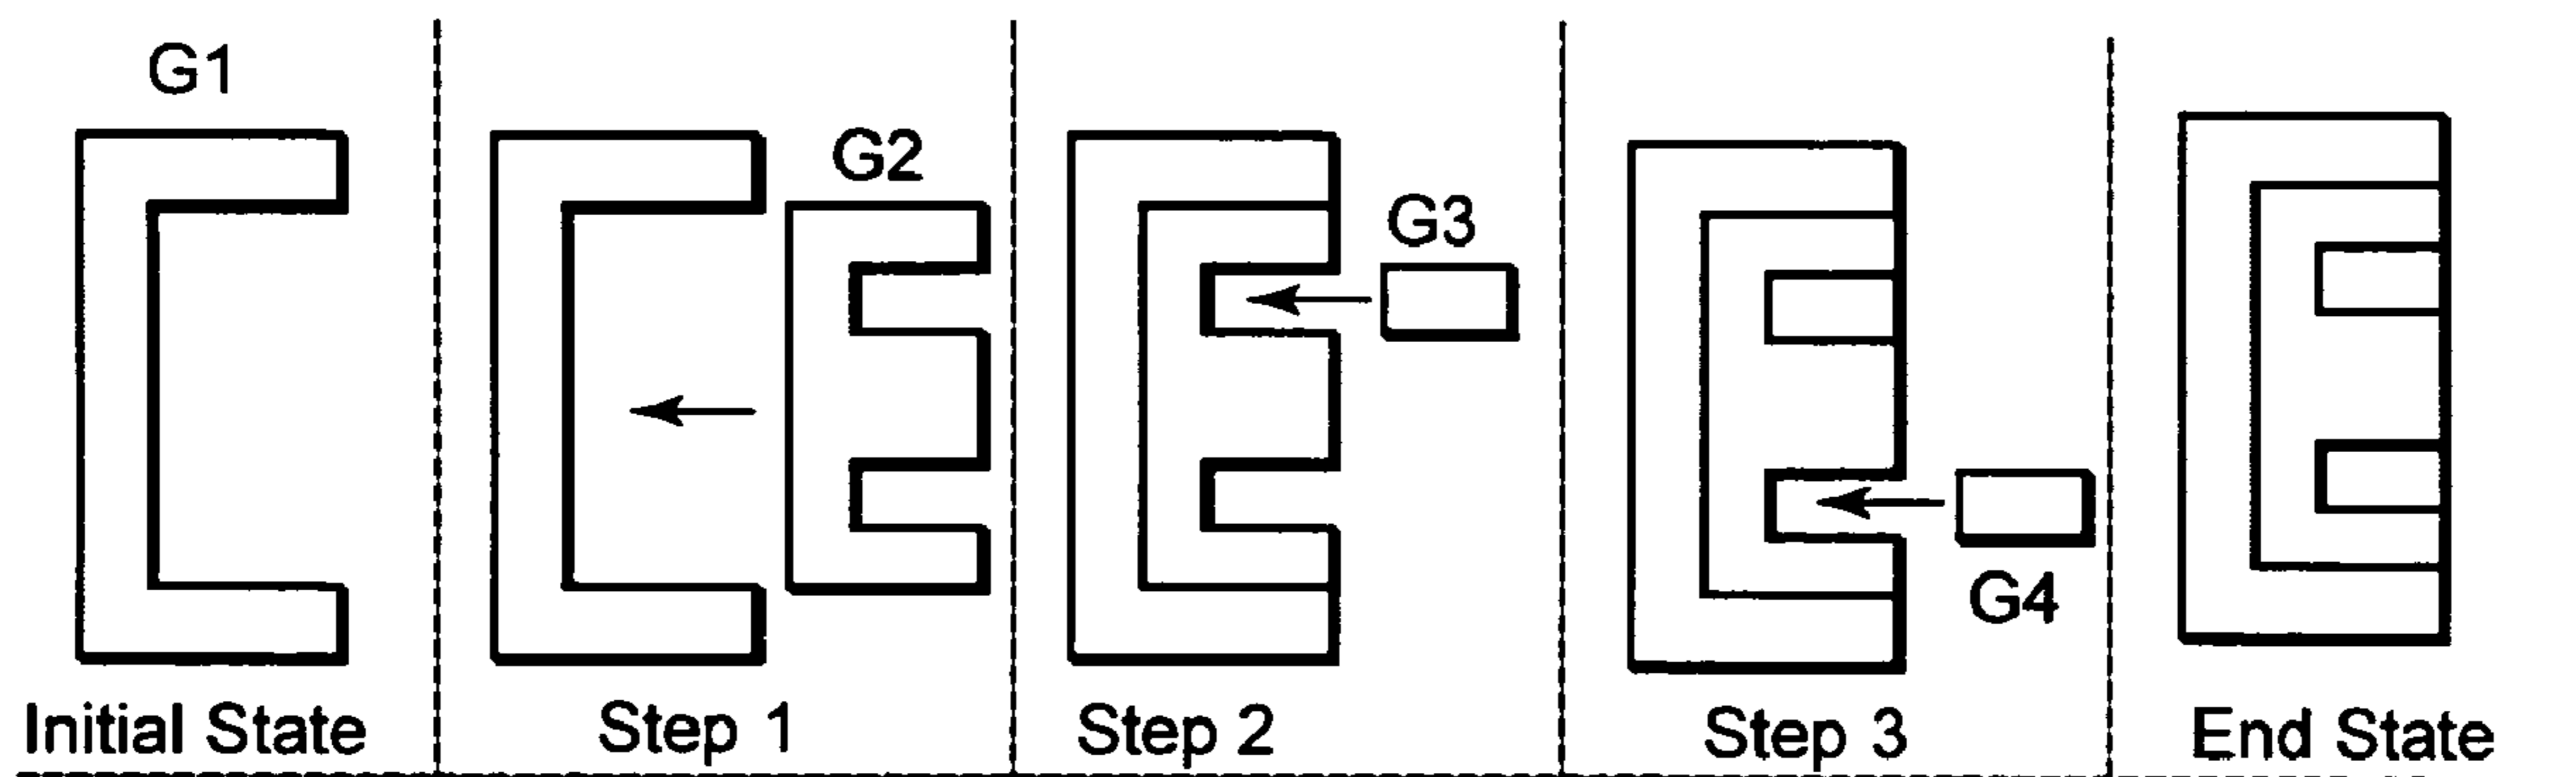 G1
G2
G3
G4
Initial State
Step 1
Step 2
Step 3
End State